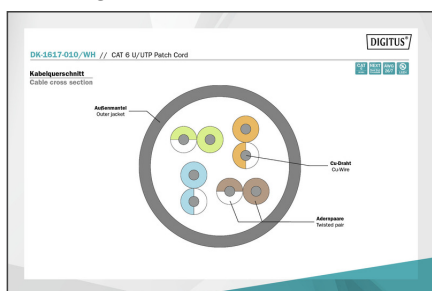 DIGITUS®
DK-1617-010/WH // CAT 6 U/UTP Patch Cord
Kabelquerschnitt
Cable cross section
Außenmantel
Outer jacket
Cu-Draht
Cu-Wire
Adernpaare
Twisted pair